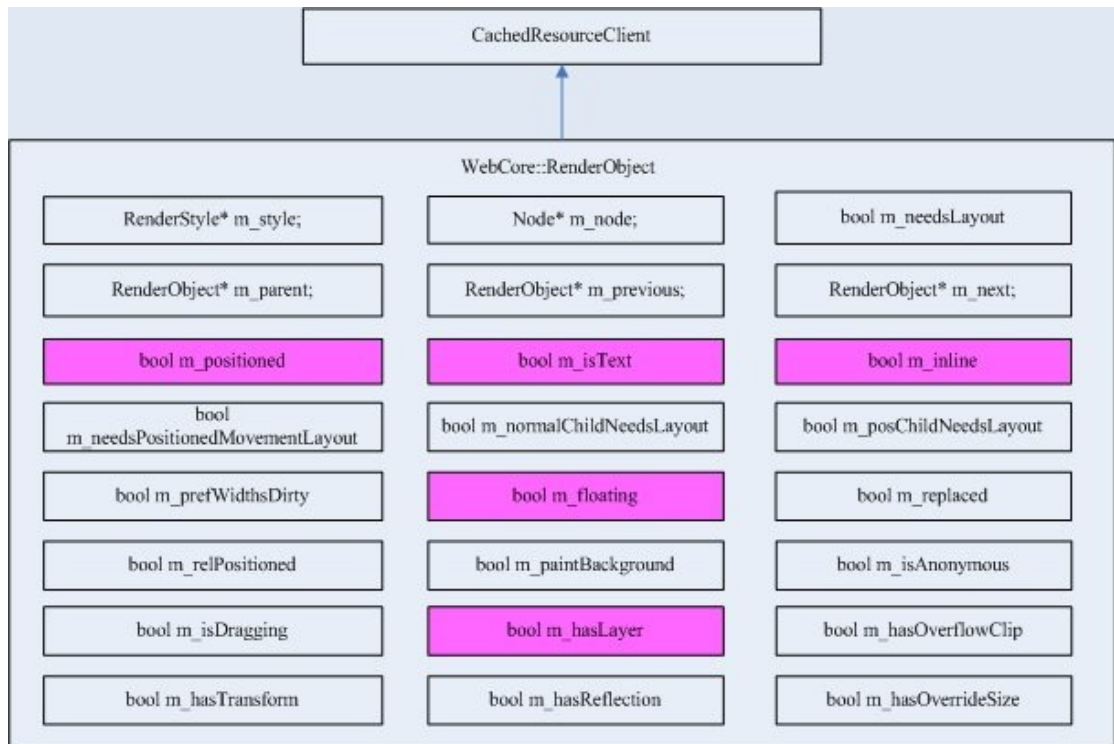 CachedResourceClient
WebCore::RenderObject
RenderStyle* m_style;
Node* m_node;
bool m_needsLayout
RenderObject* m_parent;
RenderObject* m_previous;
RenderObject* m_next;
bool m_positioned
bool m_isText
bool m_inline
bool
m_needsPositionedMovementLayout
bool m_normalChildNeedsLayout
bool m_posChildNeedsLayout
bool m_prefWidthsDirty
bool m_floating
bool m_replaced
bool m_relPositioned
bool m_paintBackground
bool m_isAnonymous
bool m_isDragging
bool m_hasLayer
bool m_hasOverflowClip
bool m_hasTransform
bool m_hasReflection
bool m_hasOverrideSize